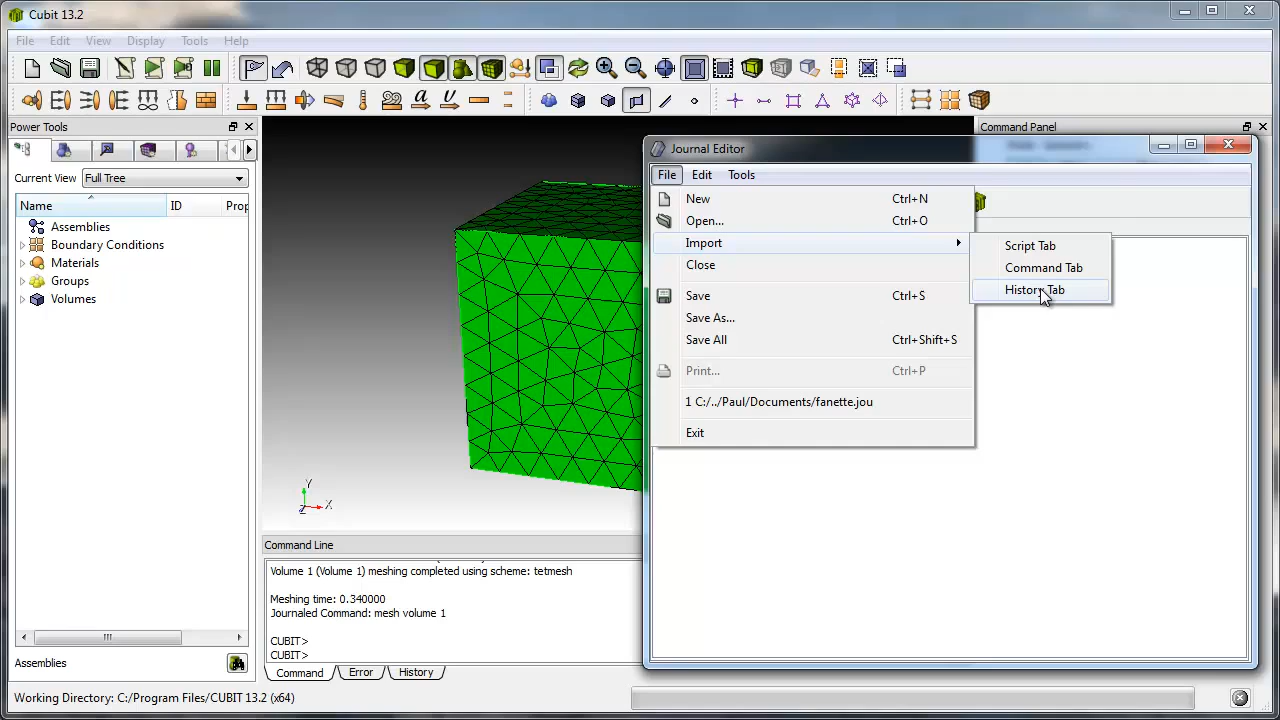 Cubit 13.2
File Edit View Display Tools Help
Power Tools
Command Panel
Current View Full Tree
Name ID Prop
Assemblies
Boundary Conditions
Materials
Groups
Volumes
Journal Editor
File Edit Tools
New Ctrl+N
Open... Ctrl+O
Import
Close
Save Ctrl+S
Save As...
Save All Ctrl+Shift+S
Print... Ctrl+P
1 C:/../Paul/Documents/fanette.jou
Exit
Script Tab
Command Tab
History Tab
Y
X
Z
Command Line
Volume 1 (Volume 1) meshing completed using scheme: tetmesh
Meshing time: 0.340000
Journaled Command: mesh volume 1
CUBIT>
CUBIT>
Command Error History
Assemblies
Working Directory: C:/Program Files/CUBIT 13.2 (x64)